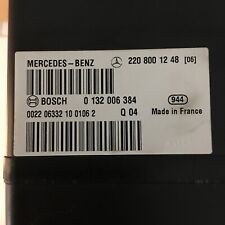 MERCEDES-BENZ 220 800 12 48 [06]
BOSCH 0 132 006 384 944
0022 06332 10 0106 2 Q 04 Made in France